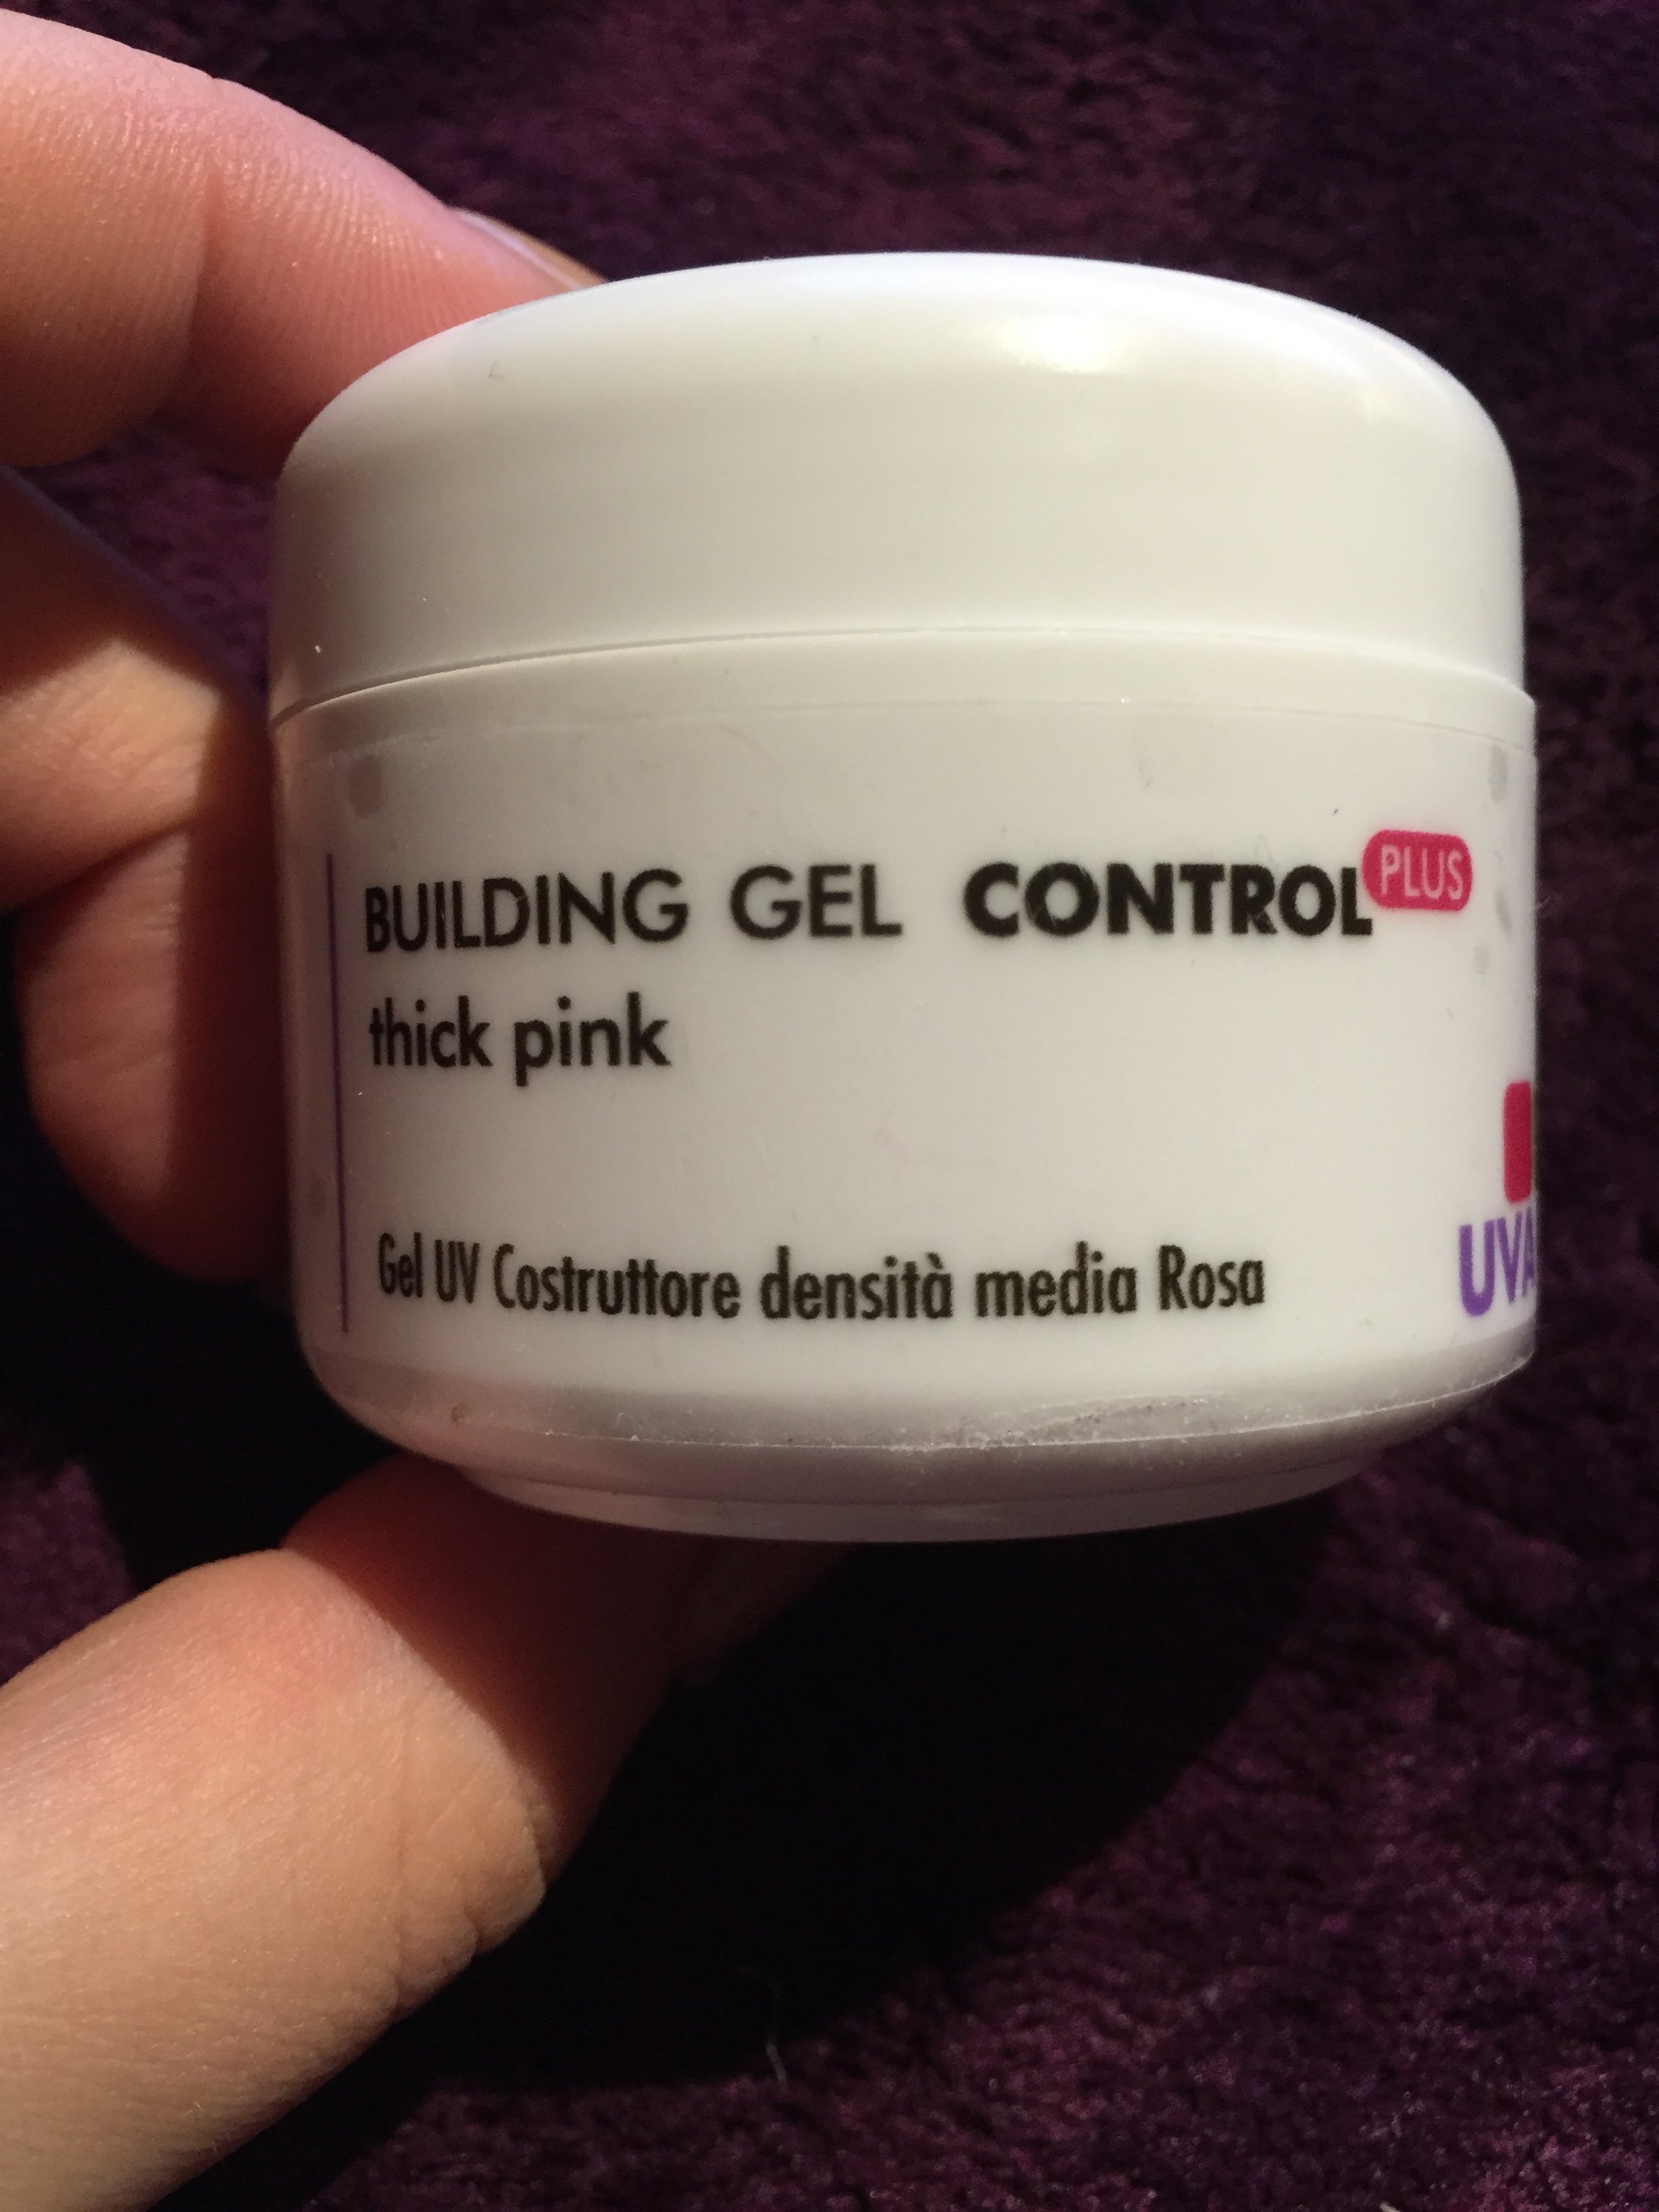 BUILDING GEL CONTROL PLUS
thick pink
Gel UV Costruttore densità media Rosa
UVA